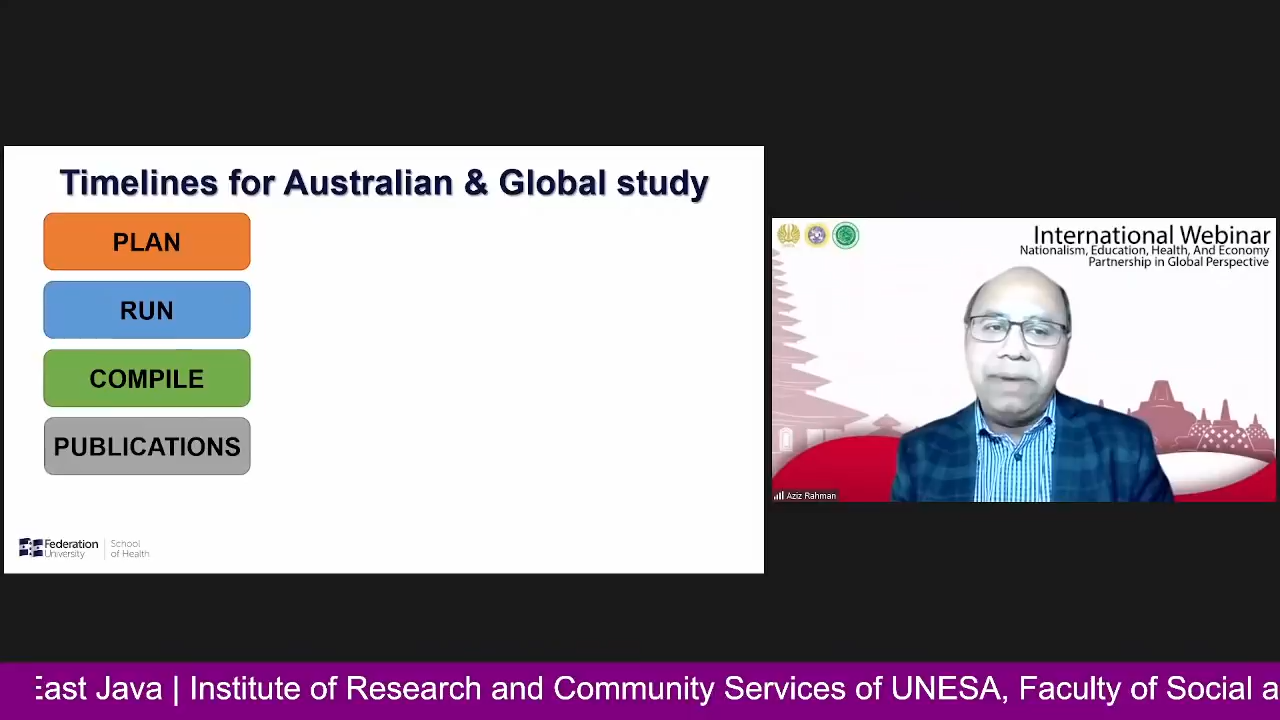 Timelines for Australian & Global study
PLAN
RUN
COMPILE
PUBLICATIONS
Federation
University
School
of Health
International Webinar
Nationalism, Education, Health, And Economy
Partnership in Global Perspective
Aziz Rahman
East Java | Institute of Research and Community Services of UNESA, Faculty of Social a